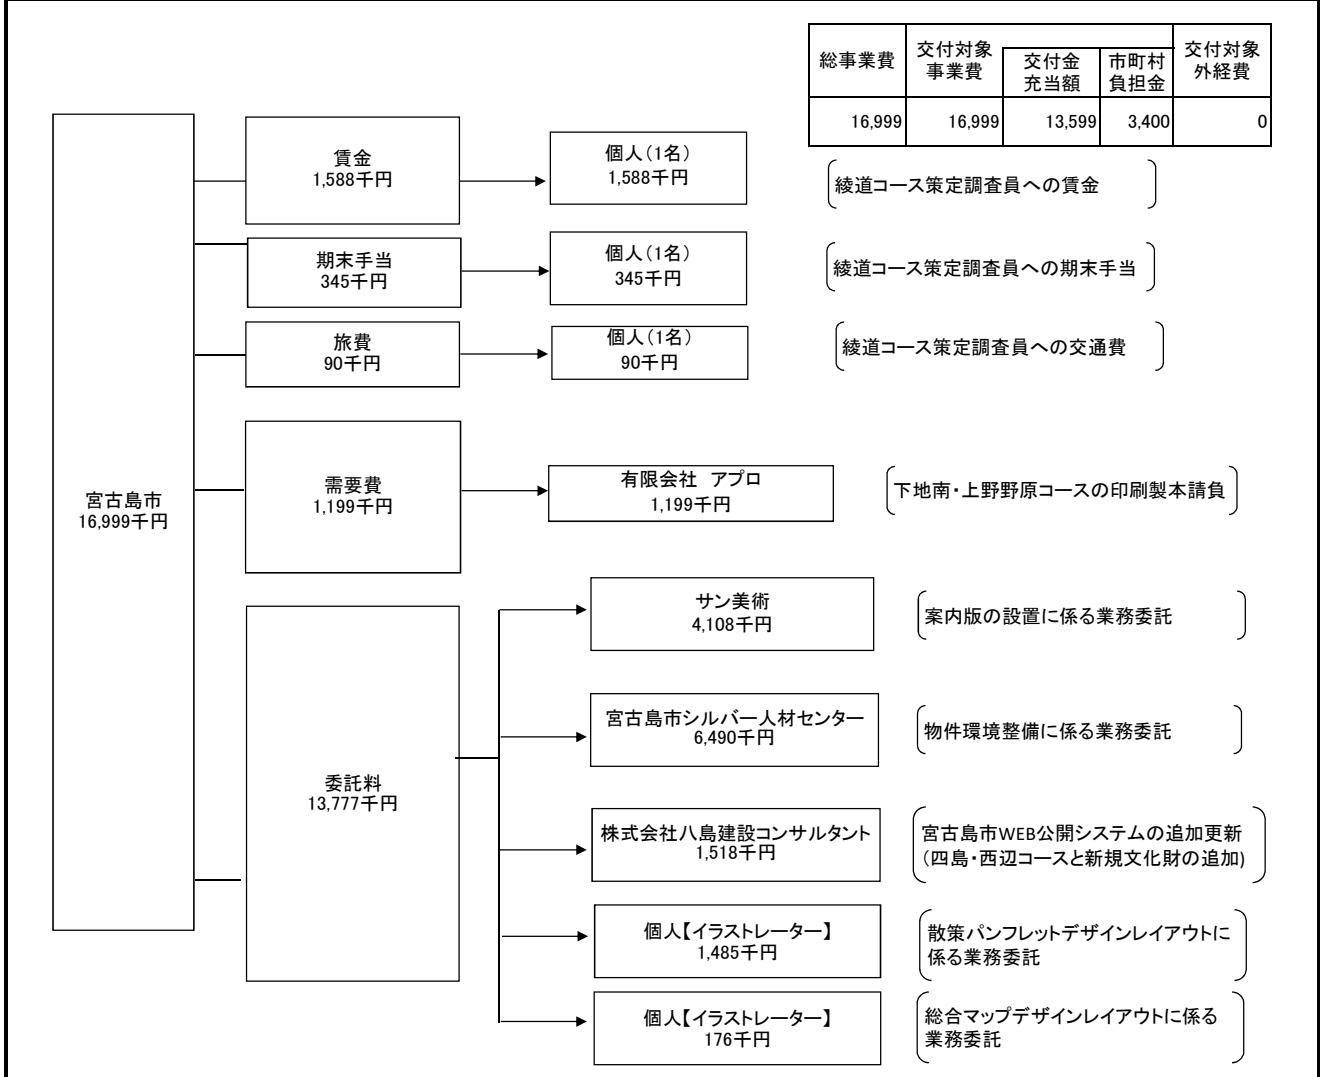 総事業費
交付対象
事業費
交付金
充当額
市町村
負担金
交付対象
外経費
16,999
16,999
13,599
3,400
0
宮古島市
16,999千円
賃金
1,588千円
個人(1名)
1,588千円
綾道コース策定調査員への賃金
期末手当
345千円
個人(1名)
345千円
綾道コース策定調査員への期末手当
旅費
90千円
個人(1名)
90千円
綾道コース策定調査員への交通費
需要費
1,199千円
有限会社 アプロ
1,199千円
下地南・上野野原コースの印刷製本請負
委託料
13,777千円
サン美術
4,108千円
案内版の設置に係る業務委託
宮古島市シルバー人材センター
6,490千円
物件環境整備に係る業務委託
株式会社八島建設コンサルタント
1,518千円
宮古島市WEB公開システムの追加更新
(四島・西辺コースと新規文化財の追加)
個人【イラストレーター】
1,485千円
散策パンフレットデザインレイアウトに
係る業務委託
個人【イラストレーター】
176千円
総合マップデザインレイアウトに係る
業務委託